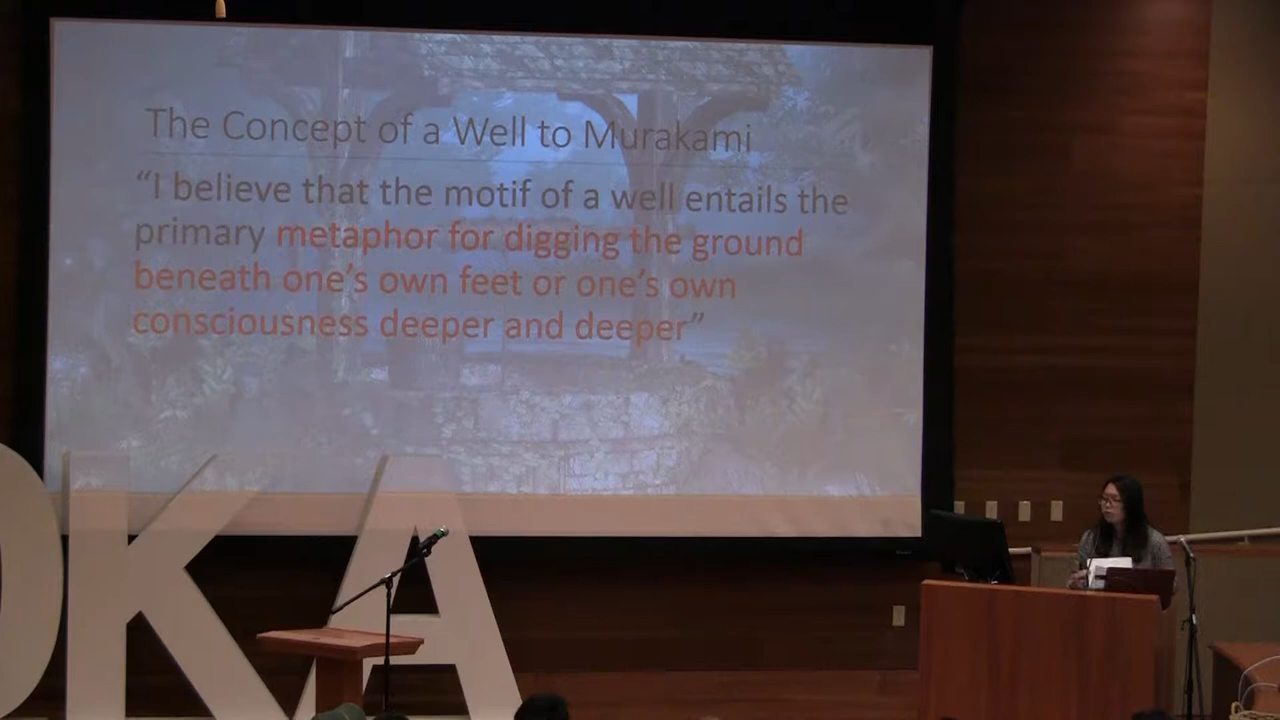 The Concept of a Well to Murakami
“I believe that the motif of a well entails the
primary metaphor for digging the ground
beneath one’s own feet or one’s own
consciousness deeper and deeper”
OKA